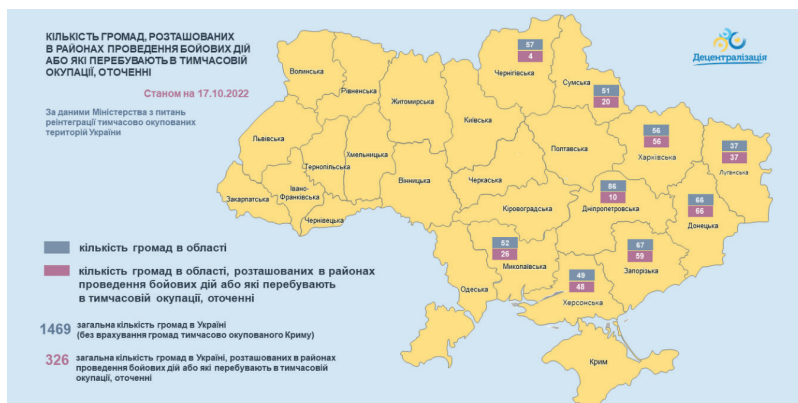 КІЛЬКІСТЬ ГРОМАД, РОЗТАШОВАНИХ
В РАЙОНАХ ПРОВЕДЕННЯ БОЙОВИХ ДІЙ
АБО ЯКІ ПЕРЕБУВАЮТЬ В ТИМЧАСОВІЙ
ОКУПАЦІЇ, ОТОЧЕННІ
Станом на 17.10.2022
За даними Міністерства з питань
реінтеграції тимчасово окупованих
територій України
Децентралізація
57
4
Чернігівська
Сумська
51
20
Волинська
Рівненська
Житомирська
Київська
56
56
Харківська
37
37
Луганська
Львівська
Тернопільська
Хмельницька
Полтавська
Вінницька
Черкаська
Закарпатська
Івано-
Франківська
Чернівецька
Кіровоградська
86
10
Дніпропетровська
66
66
Донецька
52
26
Миколаївська
67
59
Запорізька
Одеська
49
48
Херсонська
Крим
кількість громад в області
кількість громад в області, розташованих в районах
проведення бойових дій або які перебувають
в тимчасовій окупації, оточенні
1469 загальна кількість громад в Україні
(без врахування громад тимчасово окупованого Криму)
326 загальна кількість громад в Україні, розташованих в районах
проведення бойових дій або які перебувають в тимчасовій
окупації, оточенні